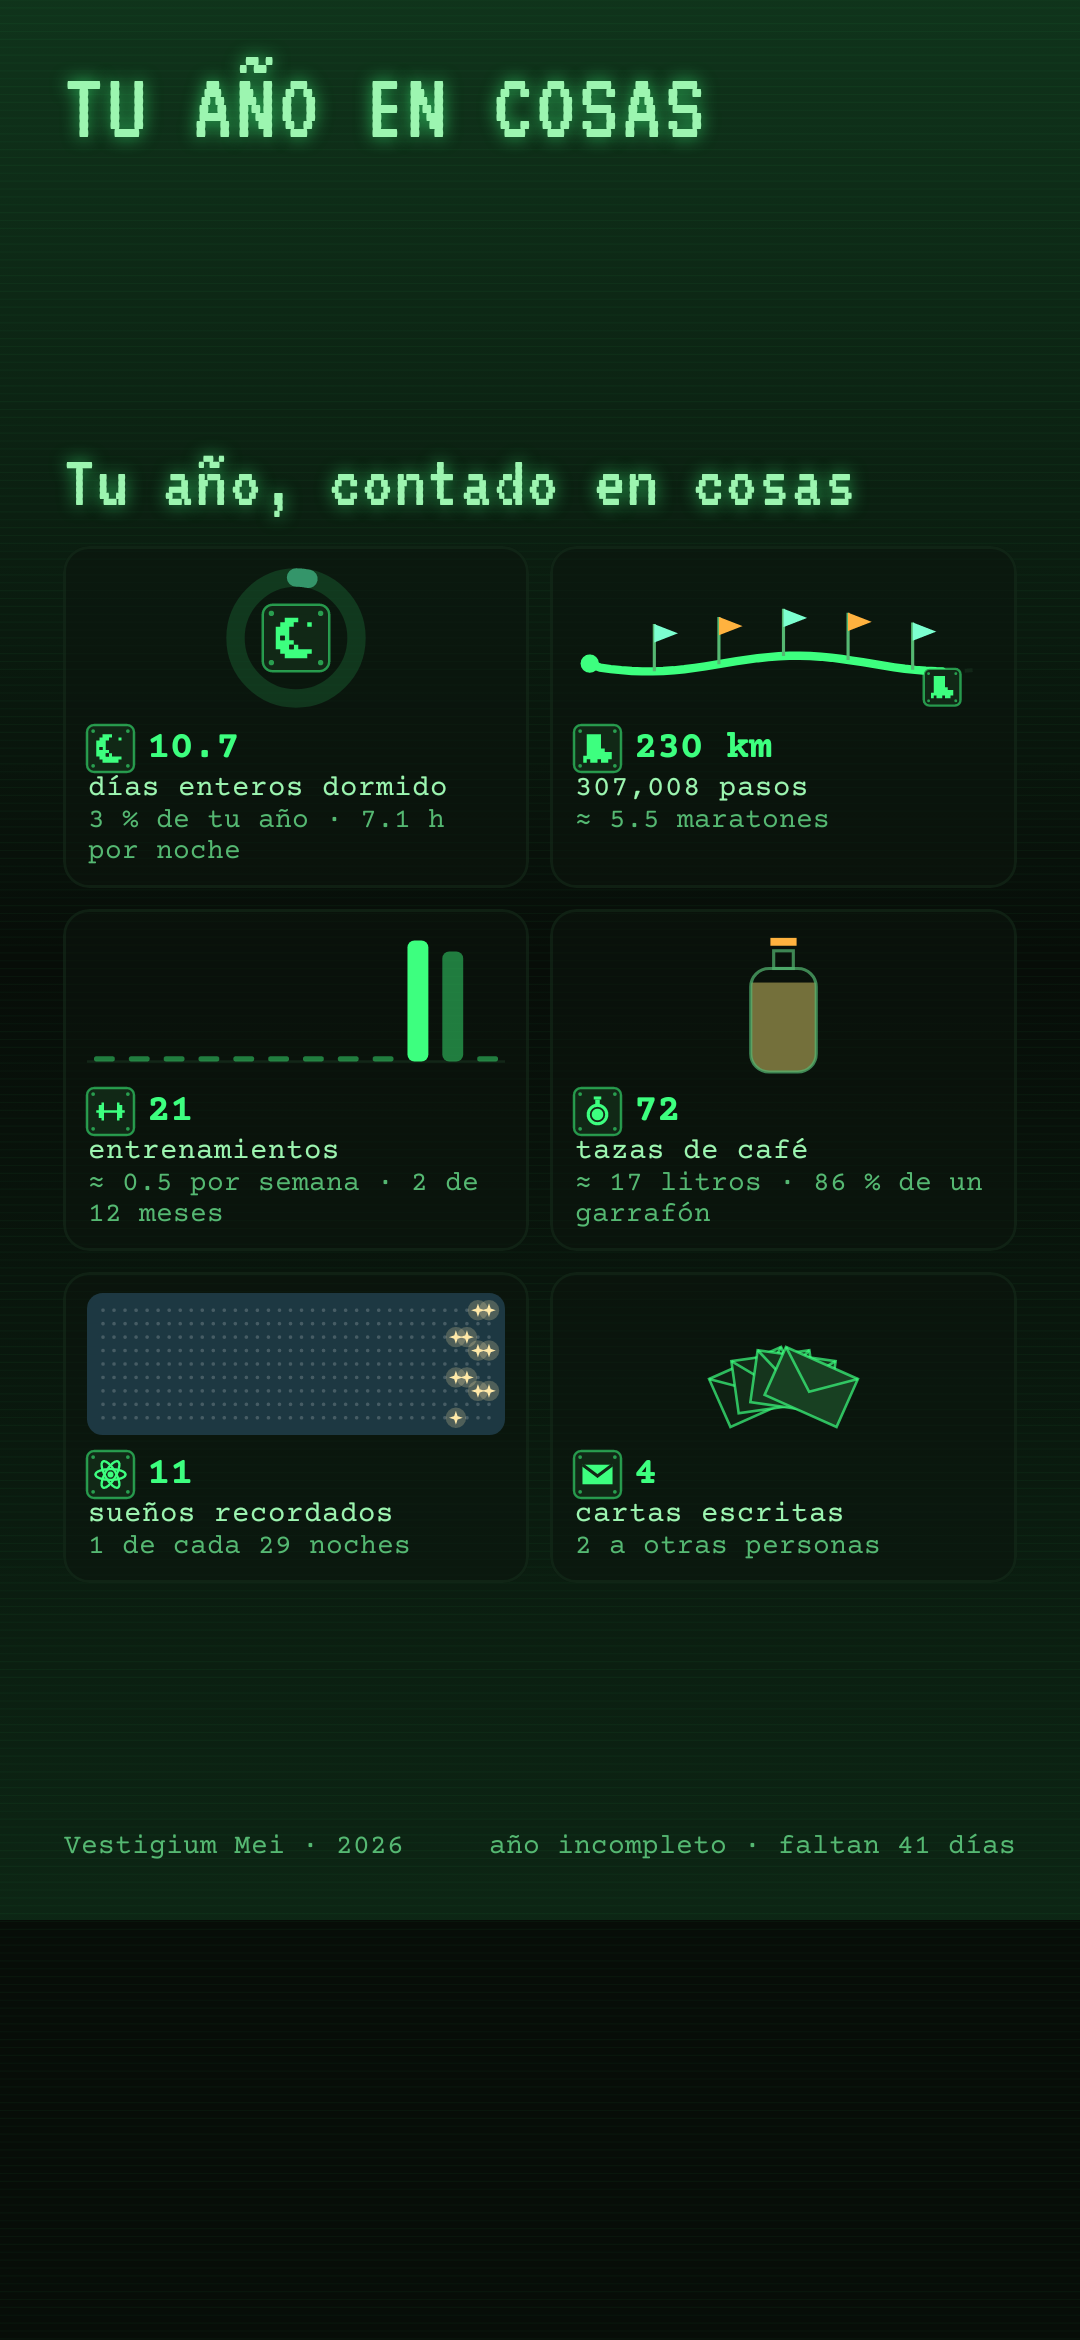 TU AÑO EN COSAS
Tu año, contado en cosas
10.7
días enteros dormido
3 % de tu año · 7.1 h
por noche
230 km
307,008 pasos
≈ 5.5 maratones
21
entrenamientos
≈ 0.5 por semana · 2 de
12 meses
72
tazas de café
≈ 17 litros · 86 % de un
garrafón
11
sueños recordados
1 de cada 29 noches
4
cartas escritas
2 a otras personas
Vestigium Mei · 2026
año incompleto · faltan 41 días